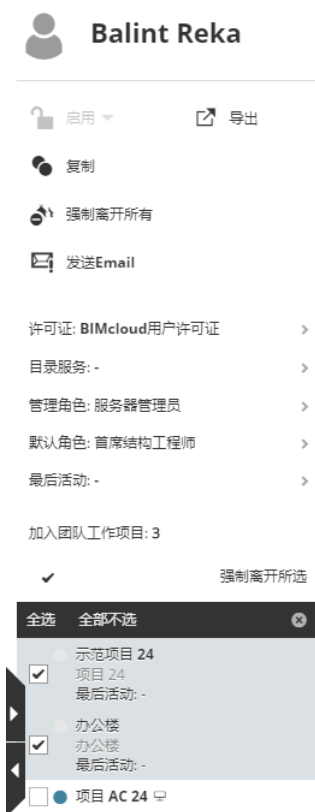 Balint Reka
启用 导出
复制
强制离开所有
发送Email
许可证: BIMcloud用户许可证
目录服务: -
管理角色: 服务器管理员
默认角色: 首席结构工程师
最后活动: -
加入团队工作项目: 3
强制离开所选
全选 全部不选
示范项目 24
项目 24
最后活动: -
办公楼
办公楼
最后活动: -
项目 AC 24